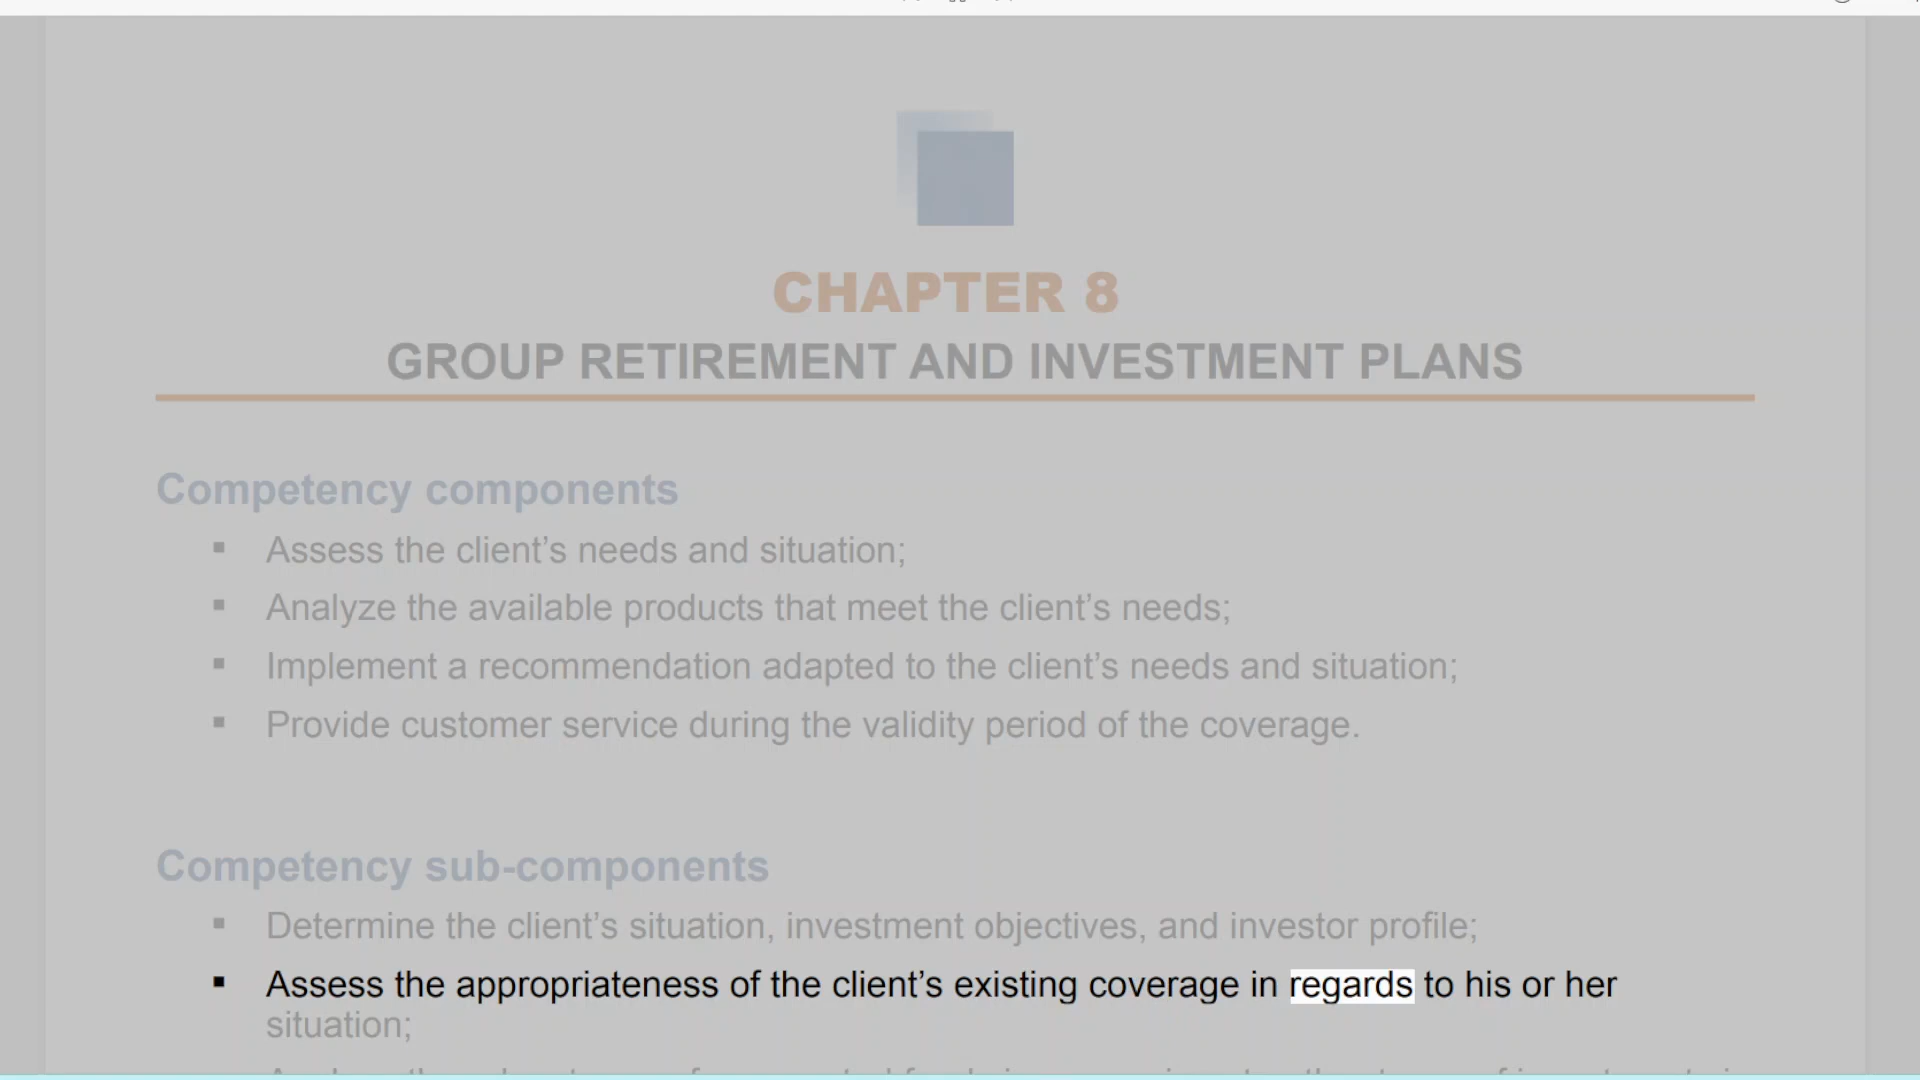 CHAPTER 8
GROUP RETIREMENT AND INVESTMENT PLANS
Competency components
▪ Assess the client’s needs and situation;
▪ Analyze the available products that meet the client’s needs;
▪ Implement a recommendation adapted to the client’s needs and situation;
▪ Provide customer service during the validity period of the coverage.
Competency sub-components
▪ Determine the client’s situation, investment objectives, and investor profile;
▪ Assess the appropriateness of the client’s existing coverage in regards to his or her
situation;